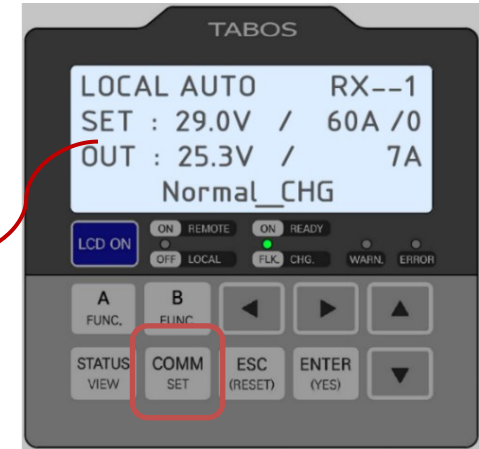 TABOS
LOCAL AUTO RX--1
SET : 29.0V / 60A /0
OUT : 25.3V / 7A
Normal__CHG
LCD ON
ON REMOTE
OFF LOCAL
ON READY
FLK. CHG.
WARN.
ERROR
A
FUNC.
B
FUNC
STATUS
VIEW
COMM
SET
ESC
(RESET)
ENTER
(YES)